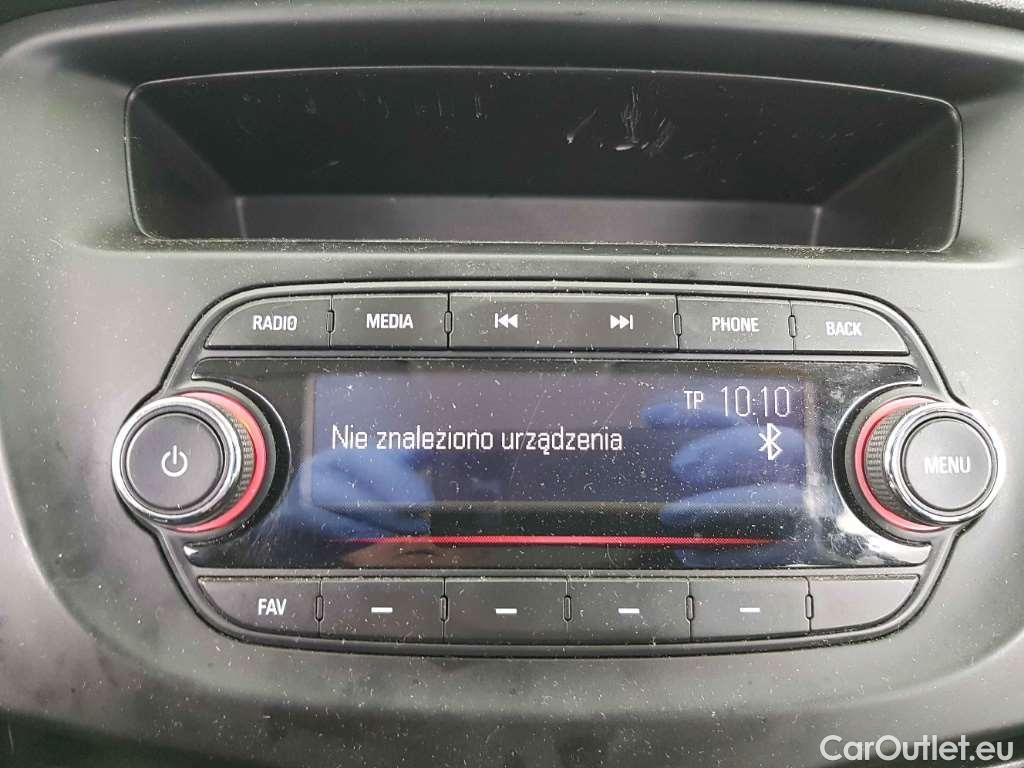 RADIO MEDIA PHONE BACK
TP 10:10
Nie znaleziono urządzenia
MENU
FAV
CarOutlet.eu